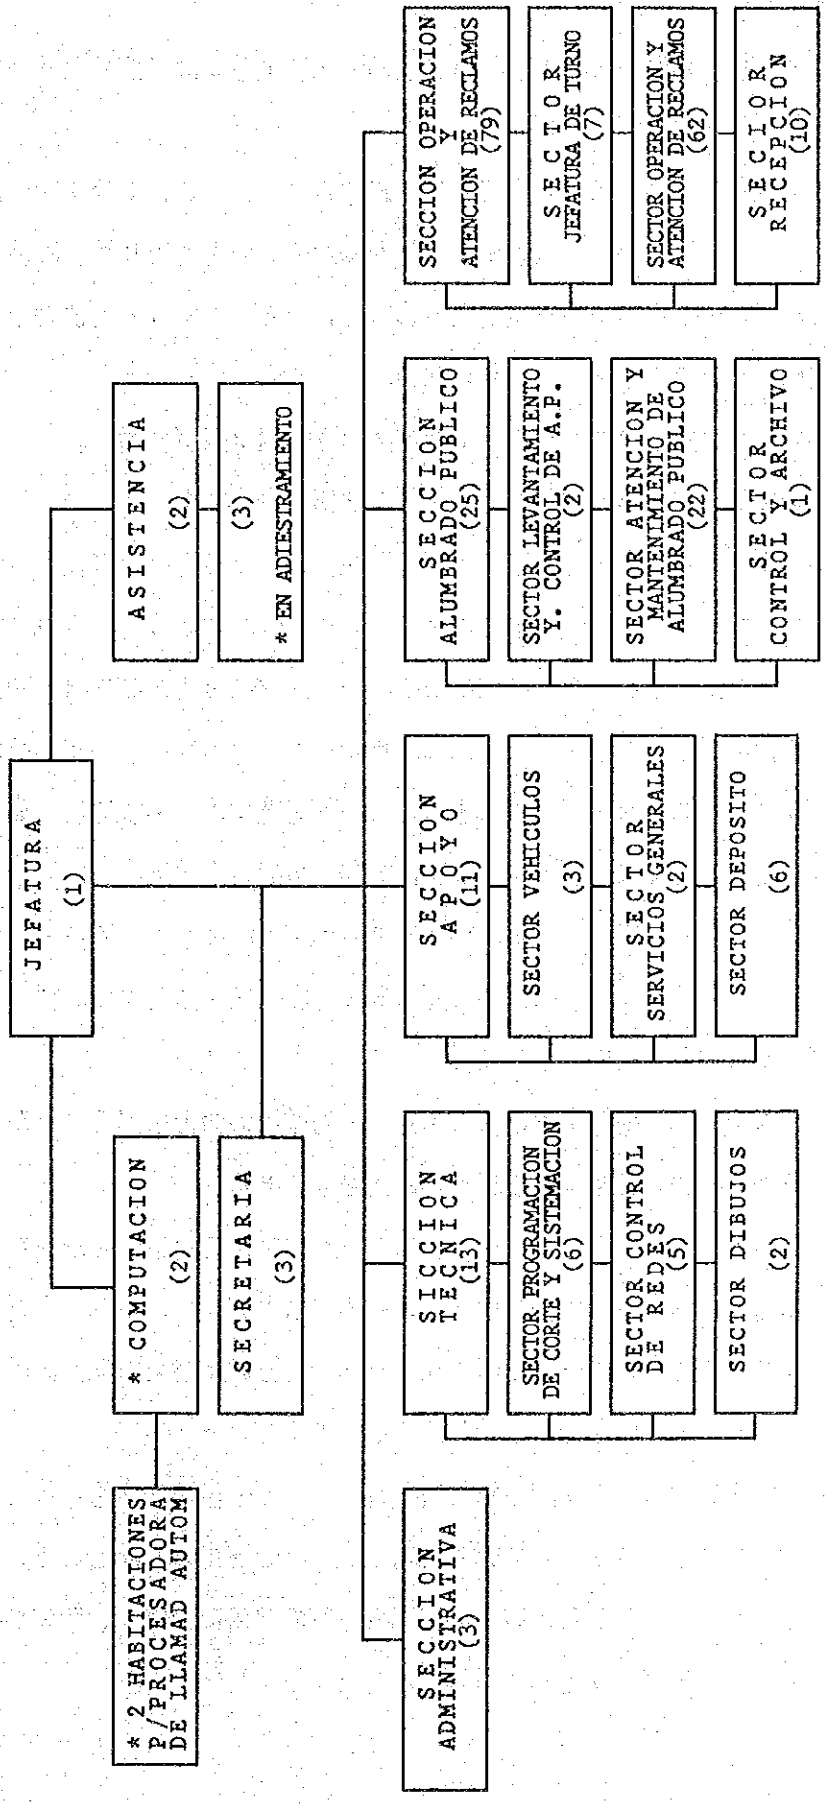 JEFATURA
(1)
* 2 HABITACIONES
P/PROCESADORA
DE LLAMAD AUTOM
* COMPUTACION
(2)
ASISTENCIA
(2)
SECRETARIA
(3)
(3)
* EN ADIESTRAMIENTO
SECCION
ADMINISTRATIVA
(3)
SICCION
TECNICA
(13)
SECTOR PROGRAMACION
DE CORTE Y SISTEMACION
(6)
SECTOR CONTROL
DE REDES
(5)
SECTOR DIBUJOS
(2)
SECCION
APOYO
(11)
SECTOR VEHICULOS
(3)
SECTOR
SERVICIOS GENERALES
(2)
SECTOR DEPOSITO
(6)
SECCION
ALUMBRADO PUBLICO
(25)
SECTOR LEVANTAMIENTO
Y. CONTROL DE A.P.
(2)
SECTOR ATENCION Y
MANTENIMIENTO DE
ALUMBRADO PUBLICO
(22)
SECTOR
CONTROL Y ARCHIVO
(1)
SECCION OPERACION
Y
ATENCION DE RECLAMOS
(79)
SECTOR
JEFATURA DE TURNO
(7)
SECTOR OPERACION Y
ATENCION DE RECLAMOS
(62)
SECIOR
RECEPCION
(10)